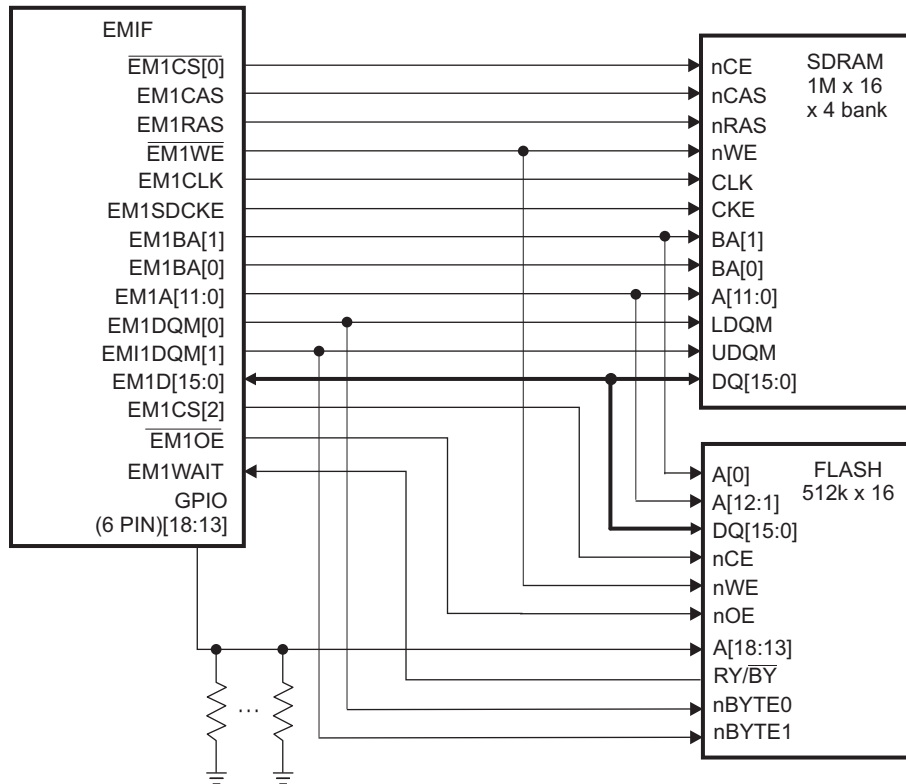 EMIF
EM1CS[0]
EM1CAS
EM1RAS
EM1WE
EM1CLK
EM1SDCKE
EM1BA[1]
EM1BA[0]
EM1A[11:0]
EM1DQM[0]
EMI1DQM[1]
EM1D[15:0]
EM1CS[2]
EM1OE
EM1WAIT
GPIO
(6 PIN)[18:13]
...
SDRAM
1M x 16
x 4 bank
nCE
nCAS
nRAS
nWE
CLK
CKE
BA[1]
BA[0]
A[11:0]
LDQM
UDQM
DQ[15:0]
FLASH
512k x 16
A[0]
A[12:1]
DQ[15:0]
nCE
nWE
nOE
A[18:13]
RY/BY
nBYTE0
nBYTE1